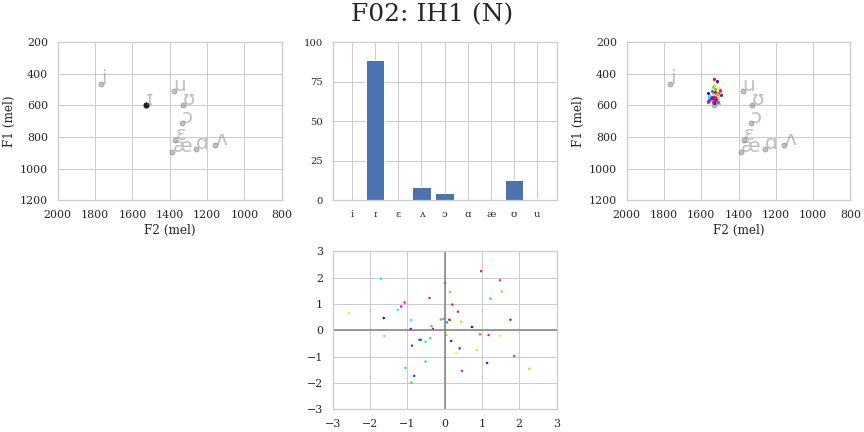 F02: IH1 (N)
200
400
600
800
1000
1200
F1 (mel)
2000 1800 1600 1400 1200 1000 800
F2 (mel)
j
ɪ
u
ʊ
ɔ
ɛ
æ
ɑ
ʌ
100
75
50
25
0
i ɪ ɛ ʌ ɔ ɑ æ ʊ u
200
400
600
800
1000
1200
F1 (mel)
2000 1800 1600 1400 1200 1000 800
F2 (mel)
j
u
ʊ
ɔ
ɛ
æ
ɑ
ʌ
3
2
1
0
−1
−2
−3
−3 −2 −1 0 1 2 3